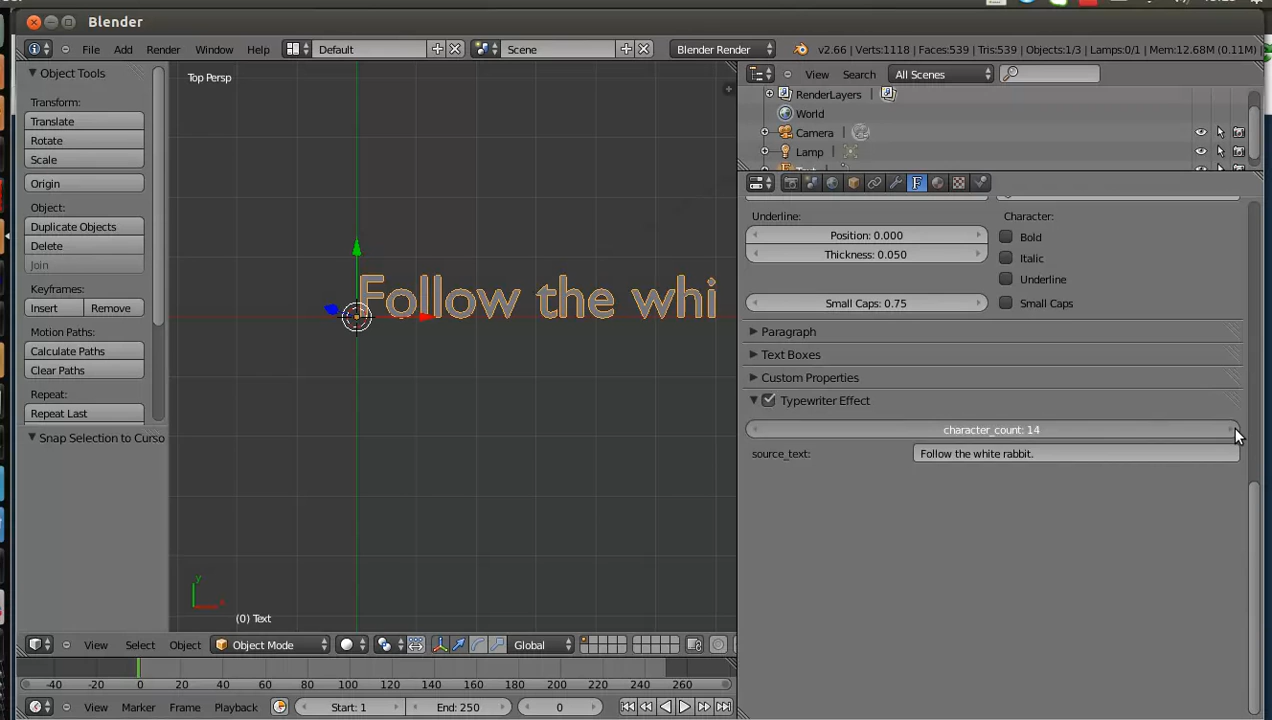 Blender
File Add Render Window Help Default Scene Blender Render v2.66 | Verts:1118 | Faces:539 | Tris:539 | Objects:1/3 | Lamps:0/1 | Mem:12.68M (0.11M)
Object Tools
Transform:
Translate
Rotate
Scale
Origin
Object:
Duplicate Objects
Delete
Join
Keyframes:
Insert Remove
Motion Paths:
Calculate Paths
Clear Paths
Repeat:
Repeat Last
Snap Selection to Curso
Top Persp
Follow the whi
y
x
(0) Text
View Select Object Object Mode Global
-40 -20 0 20 40 60 80 100 120 140 160 180 200 220 240 260
View Marker Frame Playback Start: 1 End: 250 0
View Search All Scenes
RenderLayers
World
Camera
Lamp
Underline: Character:
Position: 0.000 Bold
Thickness: 0.050 Italic
Underline
Small Caps: 0.75 Small Caps
Paragraph
Text Boxes
Custom Properties
Typewriter Effect
character_count: 14
source_text: Follow the white rabbit.